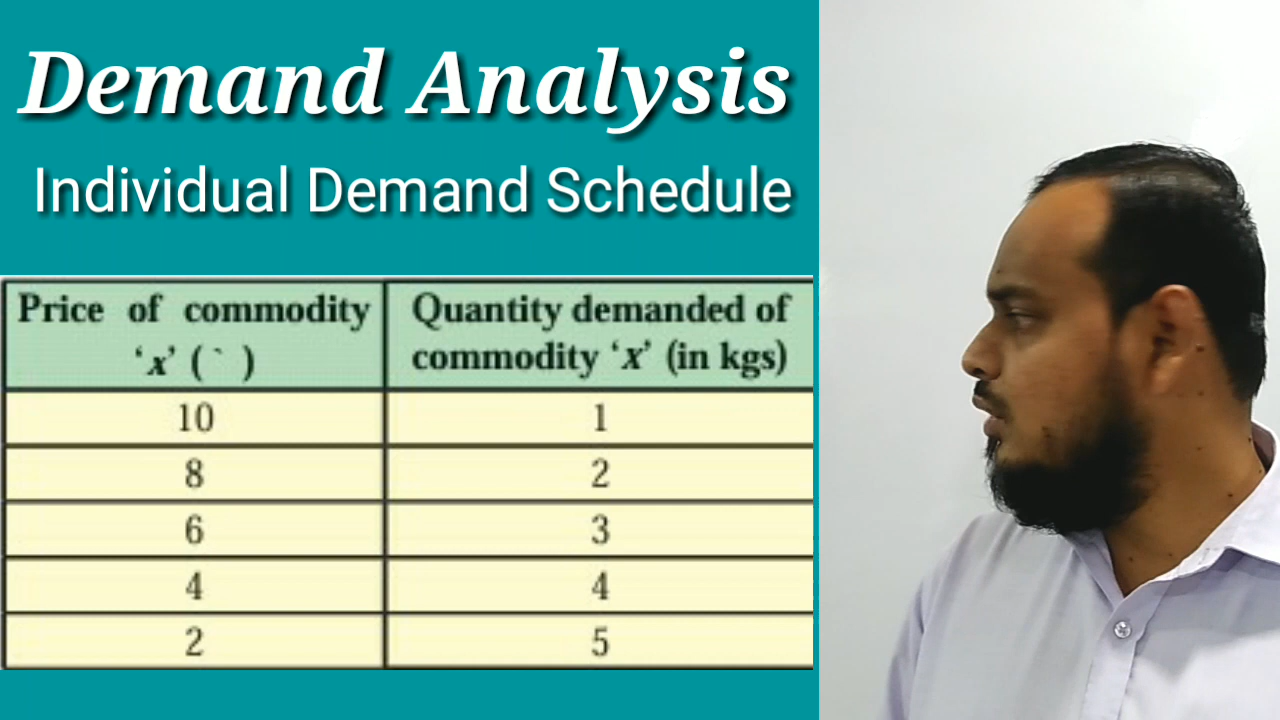 Demand Analysis
Individual Demand Schedule
Price of commodity
‘x’ ( ` )
Quantity demanded of
commodity ‘x’ (in kgs)
10 1
8 2
6 3
4 4
2 5